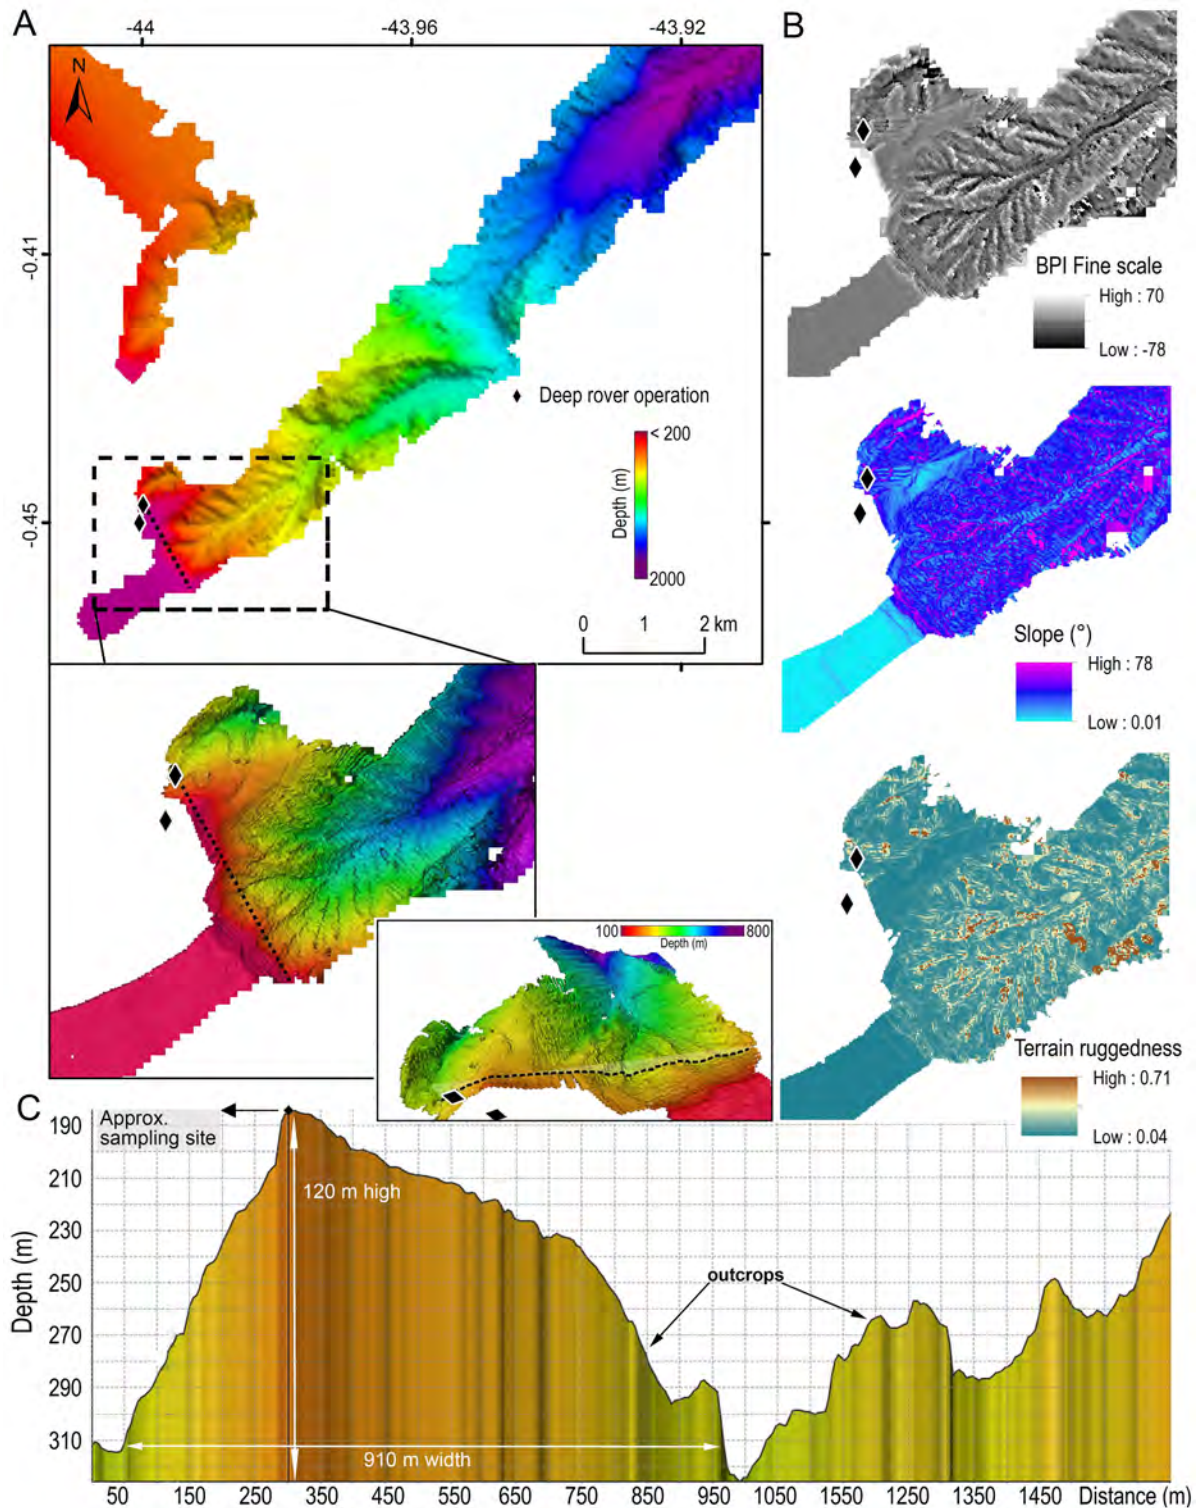 A
-44
-43.96
-43.92
N
-0.41
-0.45
Deep rover operation
< 200
Depth (m)
2000
0 1 2 km
B
BPI Fine scale
High : 70
Low : -78
Slope (°)
High : 78
Low : 0.01
Terrain ruggedness
High : 0.71
Low : 0.04
100
800
Depth (m)
C
Approx.
sampling site
120 m high
910 m width
outcrops
Depth (m)
190
210
230
250
270
290
310
50 150 250 350 450 550 650 750 850 950 1050 1550 1250 1350 1450 Distance (m)